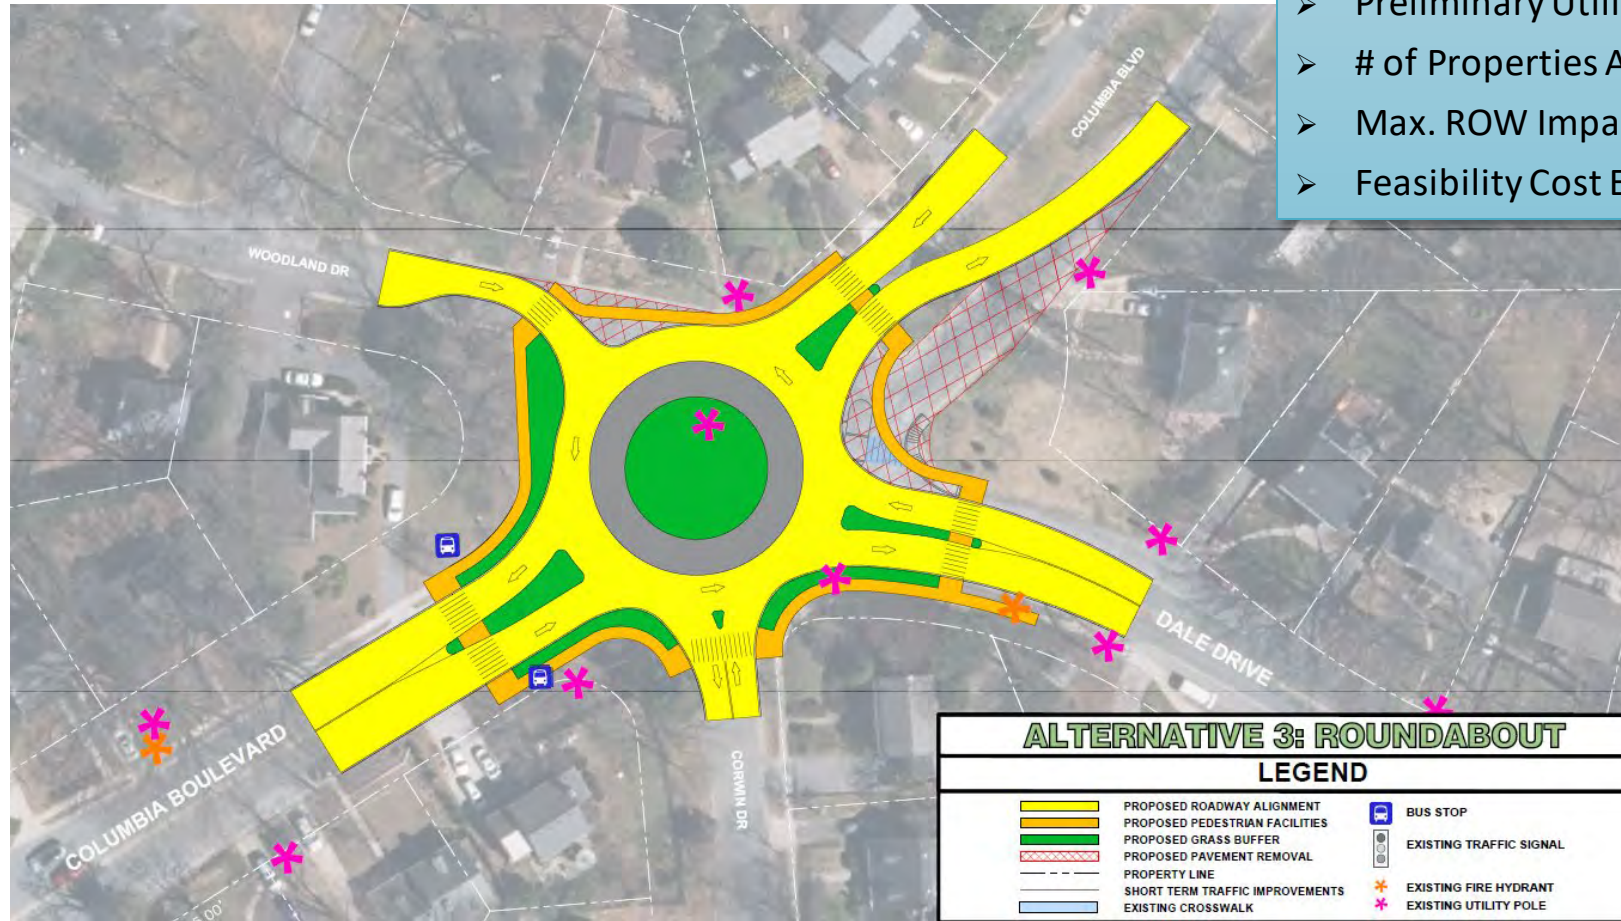 Preliminary Utili
➢ # of Properties A
➢ Max. ROW Impa
➢ Feasibility Cost E
COLUMBIA BLVD
WOODLAND DR
DALE DRIVE
COLUMBIA BOULEVARD
CORWIN DR
ALTERNATIVE 3: ROUNDABOUT
LEGEND
PROPOSED ROADWAY ALIGNMENT
PROPOSED PEDESTRIAN FACILITIES
PROPOSED GRASS BUFFER
PROPOSED PAVEMENT REMOVAL
PROPERTY LINE
SHORT TERM TRAFFIC IMPROVEMENTS
EXISTING CROSSWALK
BUS STOP
EXISTING TRAFFIC SIGNAL
EXISTING FIRE HYDRANT
EXISTING UTILITY POLE